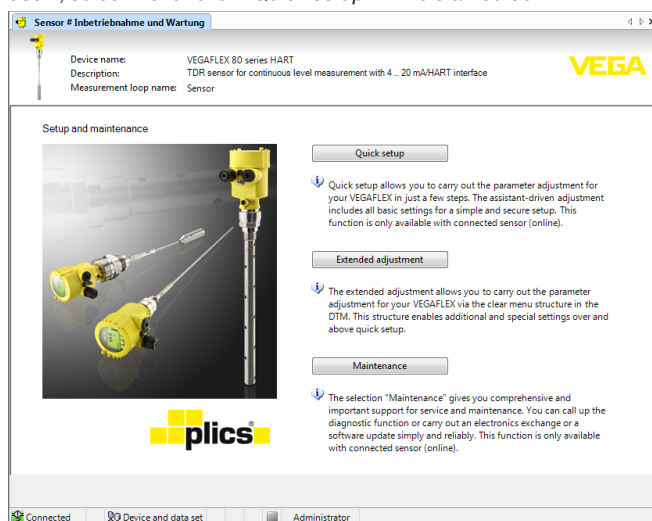 Sensor # Inbetriebnahme und Wartung
Device name: VEGAFLEX 80 series HART
Description: TDR sensor for continuous level measurement with 4 .. 20 mA/HART interface
Measurement loop name: Sensor
VEGA
Setup and maintenance
Quick setup
Quick setup allows you to carry out the parameter adjustment for
your VEGAFLEX in just a few steps. The assistant-driven adjustment
includes all basic settings for a simple and secure setup. This
function is only available with connected sensor (online).
Extended adjustment
The extended adjustment allows you to carry out the parameter
adjustment for your VEGAFLEX via the clear menu structure in the
DTM. This structure enables additional and special settings over and
above quick setup.
Maintenance
The selection "Maintenance" gives you comprehensive and
important support for service and maintenance. You can call up the
diagnostic function or carry out an electronics exchange or a
software update simply and reliably. This function is only available
with connected sensor (online).
plics®
Connected Device and data set Administrator